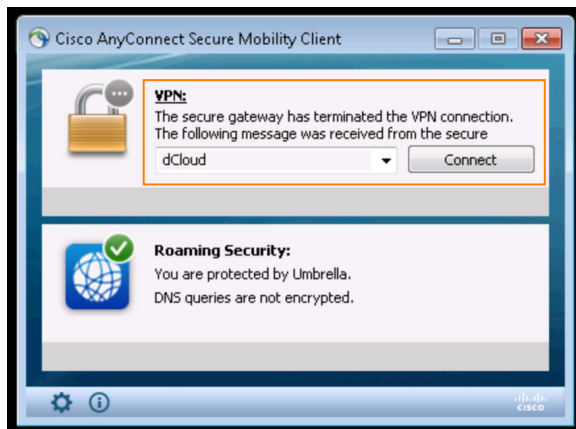 Cisco AnyConnect Secure Mobility Client
VPN:
The secure gateway has terminated the VPN connection.
The following message was received from the secure
dCloud
Connect
Roaming Security:
You are protected by Umbrella.
DNS queries are not encrypted.
cisco